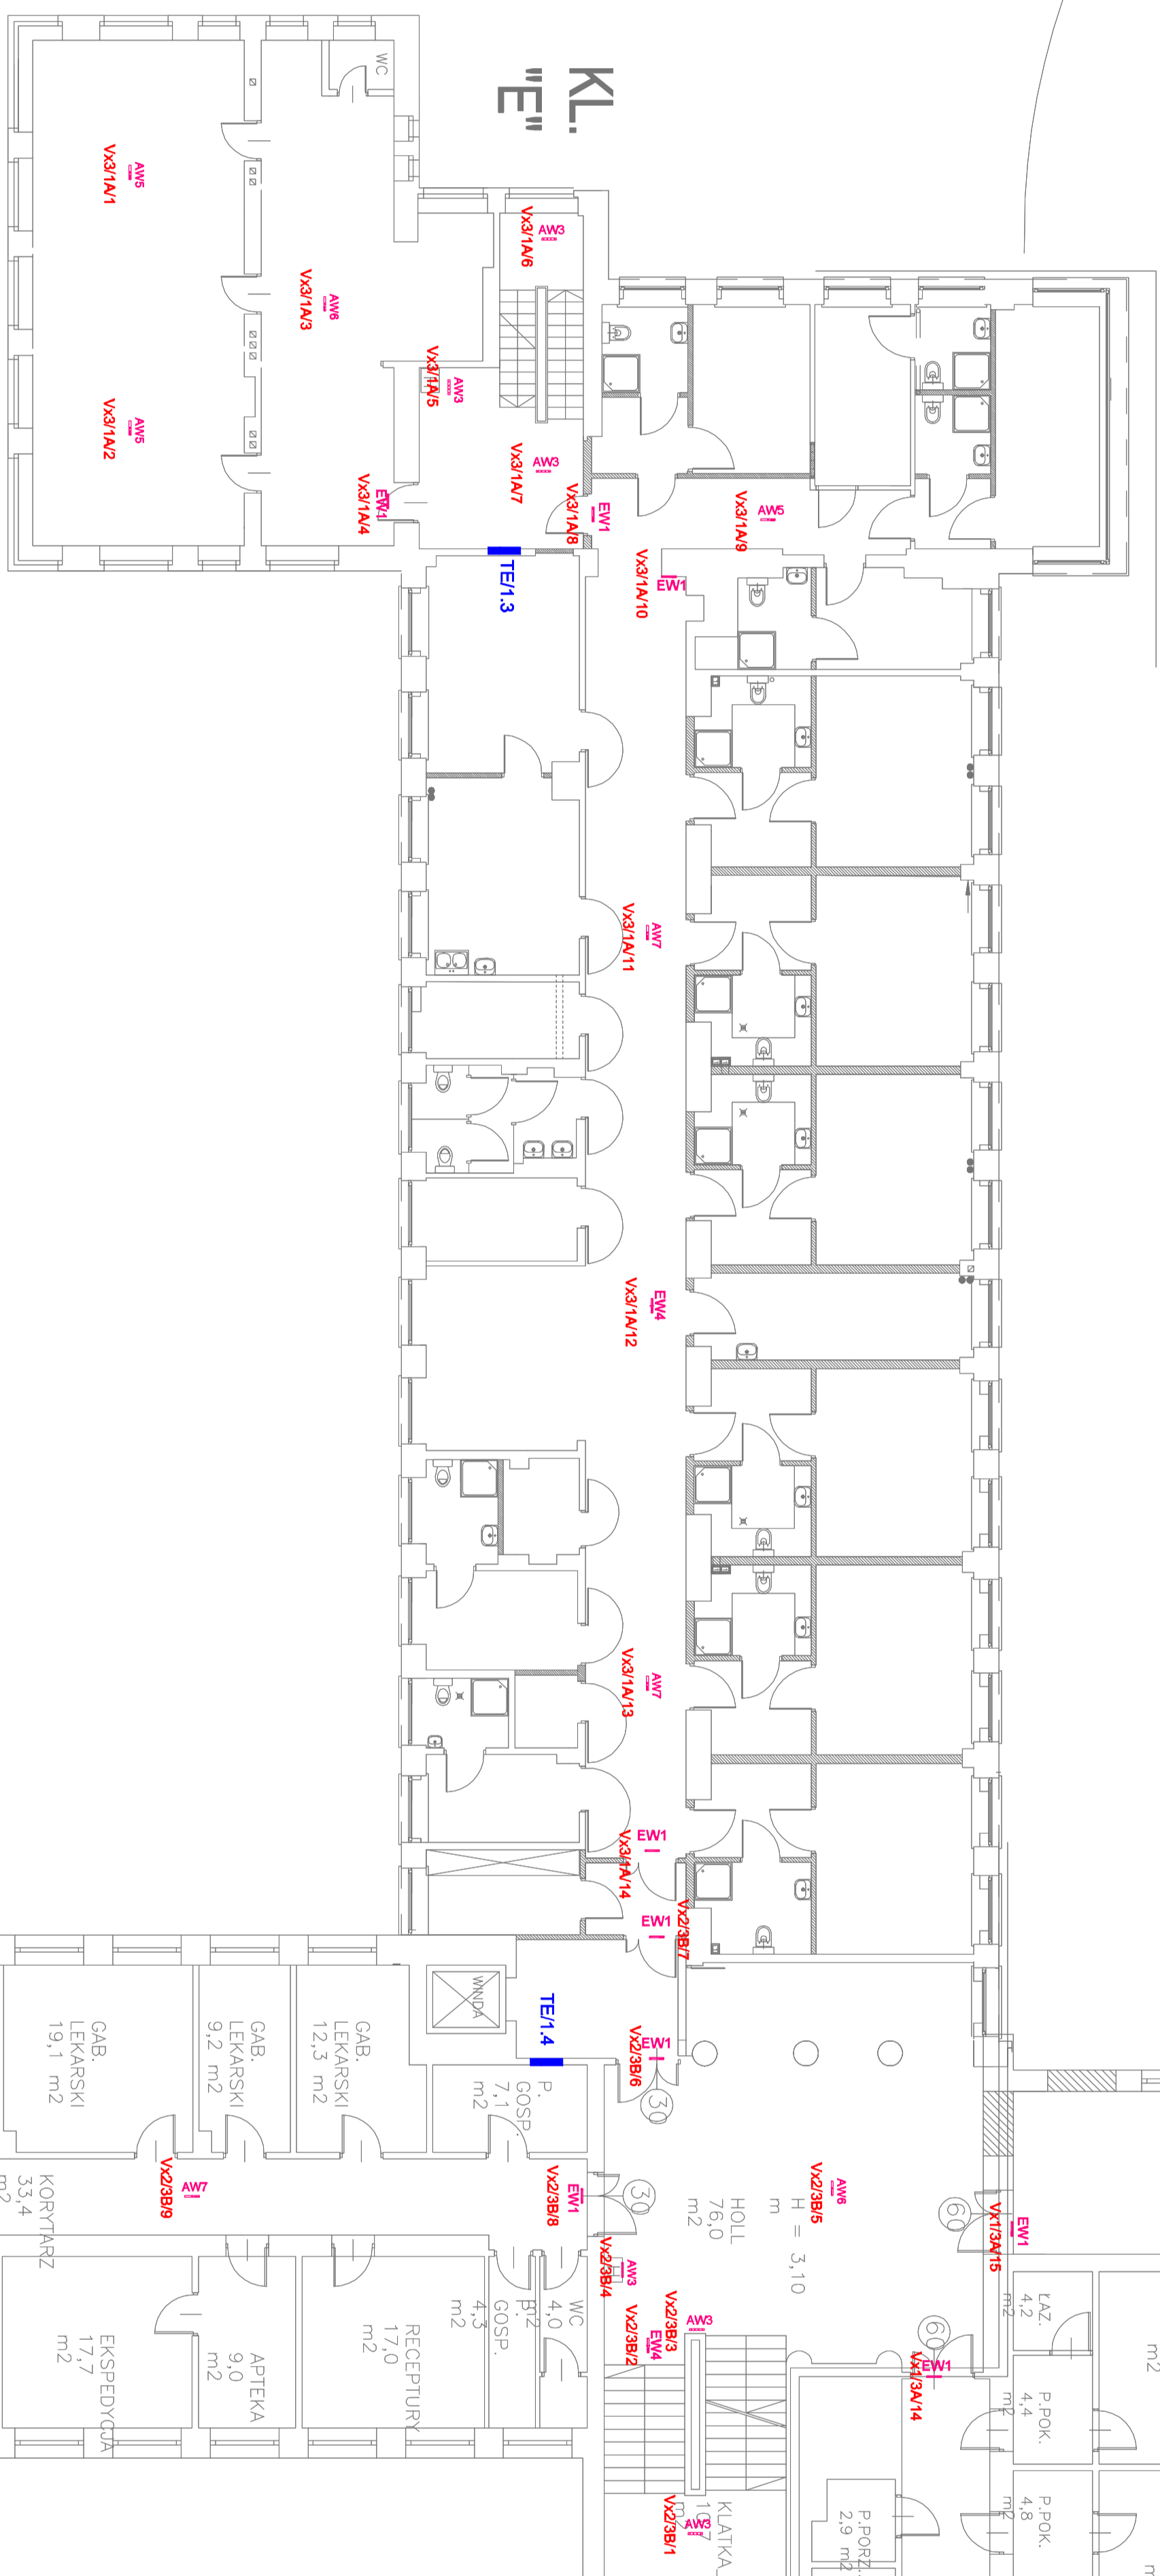 KL.
"E"
WC
AW5
Vx3/1A/1
AW3
Vx3/1A/6
AW6
Vx3/1A/3
AW3
Vx3/1A/5
AW5
Vx3/1A/2
AW3
Vx3/1A/7
EW1
Vx3/1A/4
EW1
Vx3/1A/8
AW5
Vx3/1A/9
TE/1.3
EW1
Vx3/1A/10
AW7
Vx3/1A/11
EW4
Vx3/1A/12
AW7
Vx3/1A/13
EW1
Vx3/1A/14
EW1
Vx2/3B/7
WINDA
TE/1.4
EW1
Vx2/3B/6
30
GAB.
LEKARSKI
19,1 m2
GAB.
LEKARSKI
9,2 m2
GAB.
LEKARSKI
12,3 m2
P.
GOSP.
7,1
m2
AW7
Vx2/3B/9
EW1
Vx2/3B/8
30
AW6
Vx2/3B/5
H = 3,10
m
HOLL
76,0
m2
60
EW1
Vx1/3A/15
KORYTARZ
33,4
m2
AW3
Vx2/3B/4
AW3
Vx2/3B/3
EW4
Vx2/3B/2
60
EW1
Vx1/3A/14
ŁAZ.
4,2
m2
m2
P.POK.
4,4
m2
P.POK.
4,8
m2
WC
4,0
m2
P.
GOSP.
4,3
m2
RECEPTURY
17,0
m2
APTEKA
9,0
m2
EKSPEDYCJA
17,7
m2
AW3
Vx2/3B/1
KLATKA
m2
P.PORZ.
2,9 m2